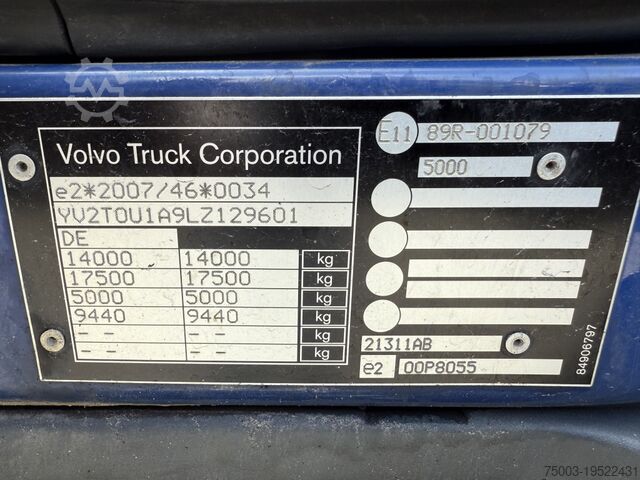 Volvo Truck Corporation
e2*2007/46*0034
YV2T0U1A9LZ129601
DE
14000 14000 kg
17500 17500 kg
5000 5000 kg
9440 9440 kg
-- -- kg
-- -- kg
E11 89R-001079
5000
21311AB
e2 00P8055
84906797
75003-19522431